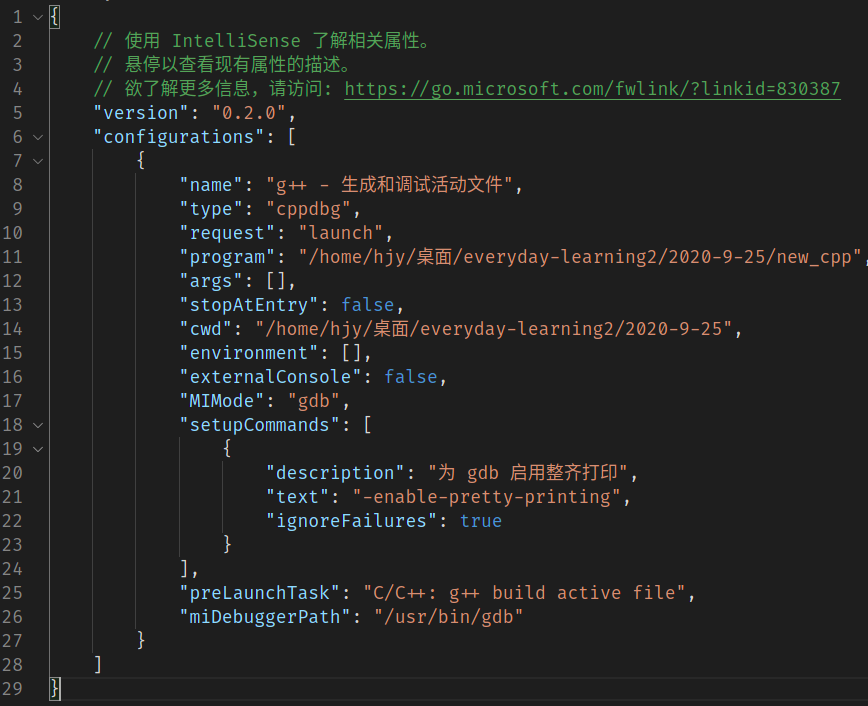 1 {
2 // 使用 IntelliSense 了解相关属性。
3 // 悬停以查看现有属性的描述。
4 // 欲了解更多信息，请访问: https://go.microsoft.com/fwlink/?linkid=830387
5 "version": "0.2.0",
6 "configurations": [
7 {
8 "name": "g++ - 生成和调试活动文件",
9 "type": "cppdbg",
10 "request": "launch",
11 "program": "/home/hjy/桌面/everyday-learning2/2020-9-25/new_cpp",
12 "args": [],
13 "stopAtEntry": false,
14 "cwd": "/home/hjy/桌面/everyday-learning2/2020-9-25",
15 "environment": [],
16 "externalConsole": false,
17 "MIMode": "gdb",
18 "setupCommands": [
19 {
20 "description": "为 gdb 启用整齐打印",
21 "text": "-enable-pretty-printing",
22 "ignoreFailures": true
23 }
24 ],
25 "preLaunchTask": "C/C++: g++ build active file",
26 "miDebuggerPath": "/usr/bin/gdb"
27 }
28 ]
29 }